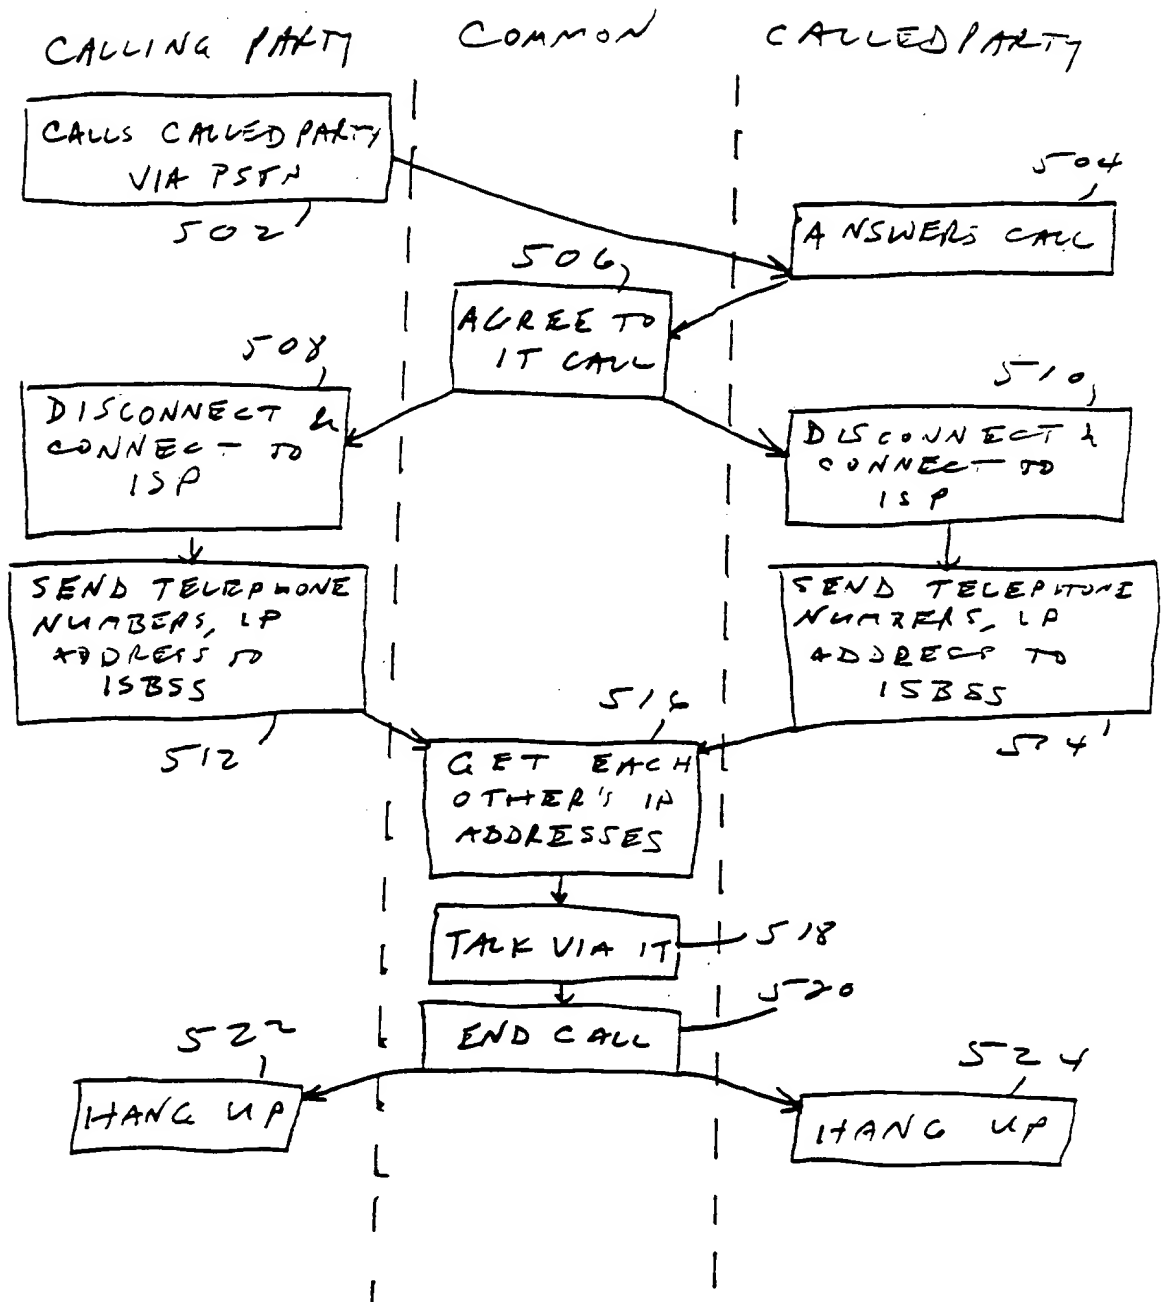 CALLING PARTY
COMMON
CALLED PARTY
CALLS CALLED PARTY
VIA PSTN
502
504
ANSWERS CALL
506
AGREE TO
IT CALL
508
DISCONNECT &
CONNECT TO
ISP
510
DISCONNECT &
CONNECT TO
ISP
SEND TELEPHONE
NUMBERS, IP
ADDRESS TO
ISBSS
512
SEND TELEPHONE
NUMBERS, IP
ADDRESS TO
ISBSS
514
516
GET EACH
OTHER'S IP
ADDRESSES
TALK VIA IT
518
520
END CALL
522
HANG UP
524
HANG UP